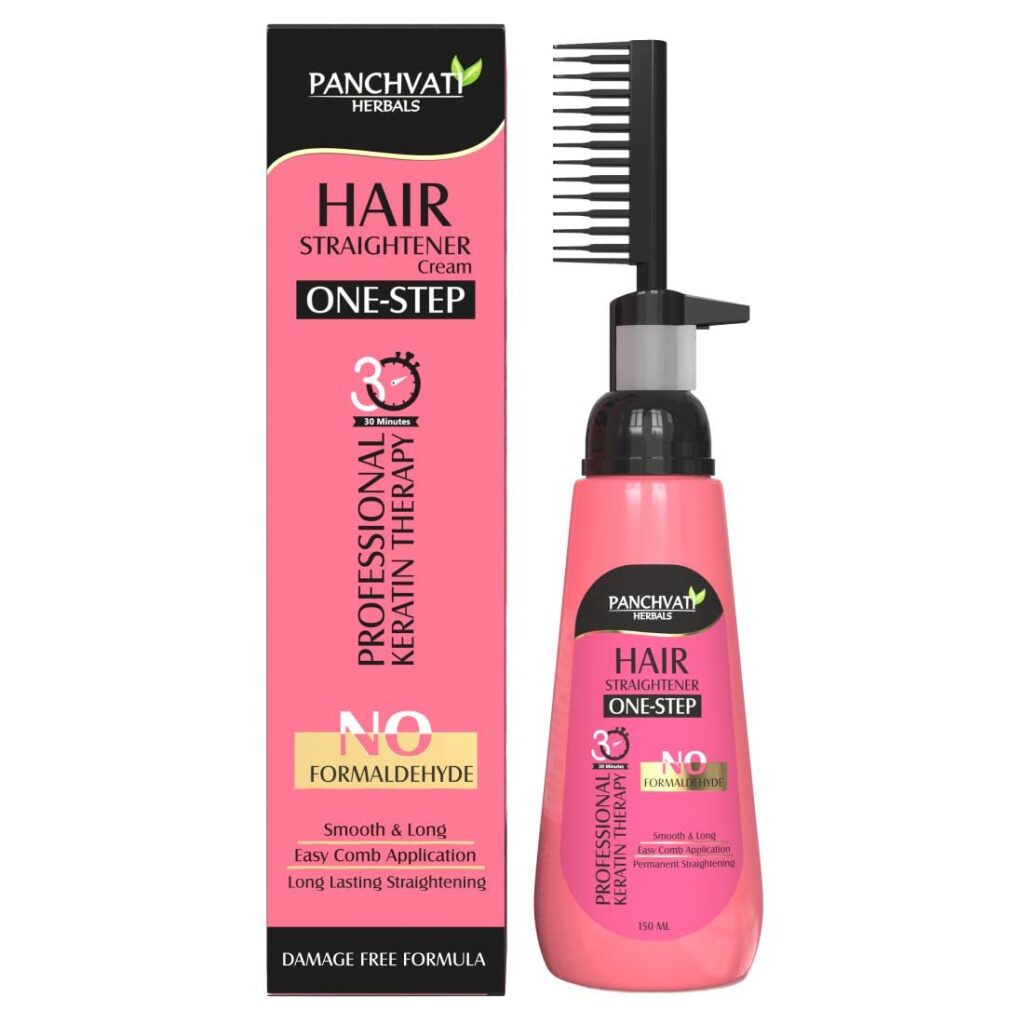 PANCHVATI
HERBALS
HAIR
STRAIGHTENER
Cream
ONE-STEP
30
30 Minutes
PROFESSIONAL
KERATIN THERAPY
NO
FORMALDEHYDE
Smooth & Long
Easy Comb Application
Long Lasting Straightening
DAMAGE FREE FORMULA
PANCHVATI
HERBALS
HAIR
STRAIGHTENER
ONE-STEP
30
30 Minutes
PROFESSIONAL
KERATIN THERAPY
NO
FORMALDEHYDE
Smooth & Long
Easy Comb Application
Permanent Straightening
150 ML